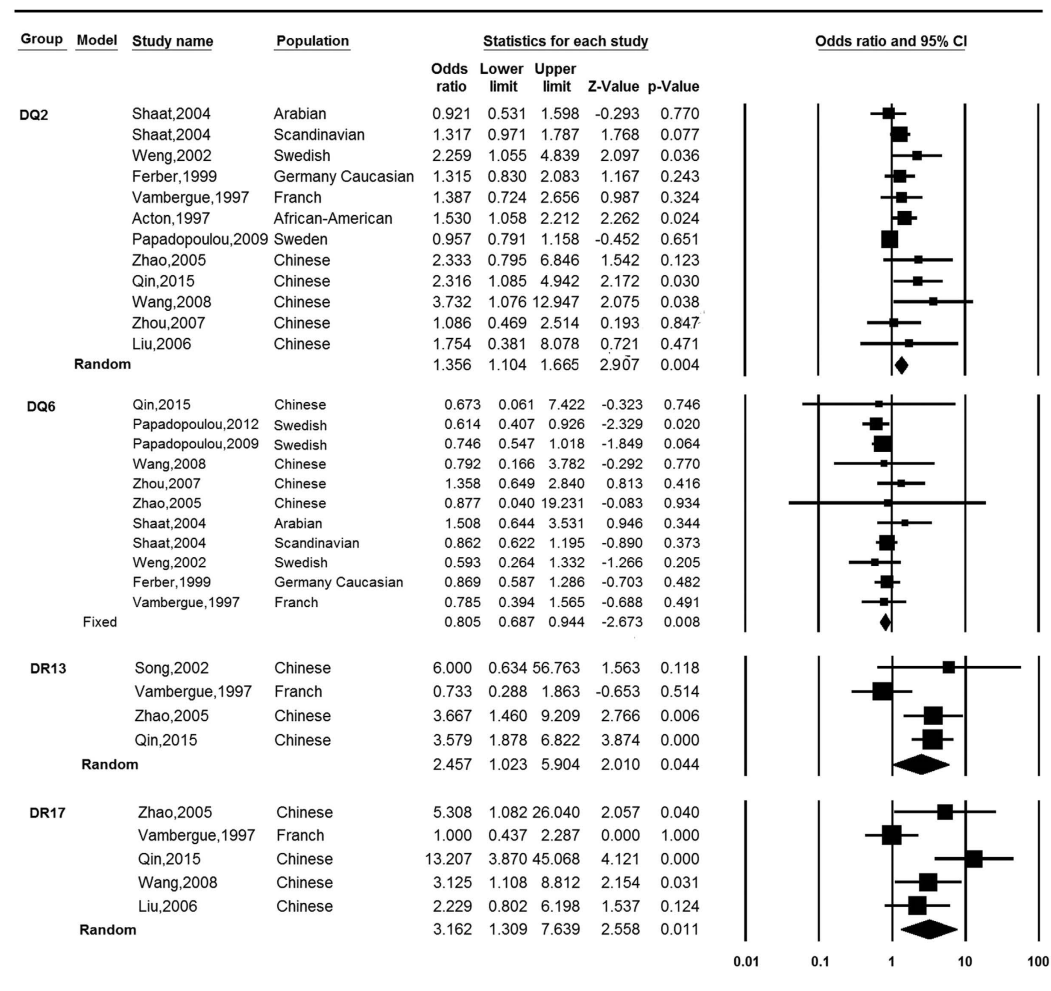 Group Model Study name Population Statistics for each study Odds ratio and 95% CI
Odds Lower Upper
ratio limit limit Z-Value p-Value
DQ2 Shaat,2004 Arabian 0.921 0.531 1.598 -0.293 0.770
Shaat,2004 Scandinavian 1.317 0.971 1.787 1.768 0.077
Weng,2002 Swedish 2.259 1.055 4.839 2.097 0.036
Ferber,1999 Germany Caucasian 1.315 0.830 2.083 1.167 0.243
Vambergue,1997 Franch 1.387 0.724 2.656 0.987 0.324
Acton,1997 African-American 1.530 1.058 2.212 2.262 0.024
Papadopoulou,2009 Sweden 0.957 0.791 1.158 -0.452 0.651
Zhao,2005 Chinese 2.333 0.795 6.846 1.542 0.123
Qin,2015 Chinese 2.316 1.085 4.942 2.172 0.030
Wang,2008 Chinese 3.732 1.076 12.947 2.075 0.038
Zhou,2007 Chinese 1.086 0.469 2.514 0.193 0.847
Liu,2006 Chinese 1.754 0.381 8.078 0.721 0.471
Random 1.356 1.104 1.665 2.907 0.004
DQ6 Qin,2015 Chinese 0.673 0.061 7.422 -0.323 0.746
Papadopoulou,2012 Swedish 0.614 0.407 0.926 -2.329 0.020
Papadopoulou,2009 Swedish 0.746 0.547 1.018 -1.849 0.064
Wang,2008 Chinese 0.792 0.166 3.782 -0.292 0.770
Zhou,2007 Chinese 1.358 0.649 2.840 0.813 0.416
Zhao,2005 Chinese 0.877 0.040 19.231 -0.083 0.934
Shaat,2004 Arabian 1.508 0.644 3.531 0.946 0.344
Shaat,2004 Scandinavian 0.862 0.622 1.195 -0.890 0.373
Weng,2002 Swedish 0.593 0.264 1.332 -1.266 0.205
Ferber,1999 Germany Caucasian 0.869 0.587 1.286 -0.703 0.482
Vambergue,1997 Franch 0.785 0.394 1.565 -0.688 0.491
Fixed 0.805 0.687 0.944 -2.673 0.008
DR13 Song,2002 Chinese 6.000 0.634 56.763 1.563 0.118
Vambergue,1997 Franch 0.733 0.288 1.863 -0.653 0.514
Zhao,2005 Chinese 3.667 1.460 9.209 2.766 0.006
Qin,2015 Chinese 3.579 1.878 6.822 3.874 0.000
Random 2.457 1.023 5.904 2.010 0.044
DR17 Zhao,2005 Chinese 5.308 1.082 26.040 2.057 0.040
Vambergue,1997 Franch 1.000 0.437 2.287 0.000 1.000
Qin,2015 Chinese 13.207 3.870 45.068 4.121 0.000
Wang,2008 Chinese 3.125 1.108 8.812 2.154 0.031
Liu,2006 Chinese 2.229 0.802 6.198 1.537 0.124
Random 3.162 1.309 7.639 2.558 0.011
0.01 0.1 1 10 100